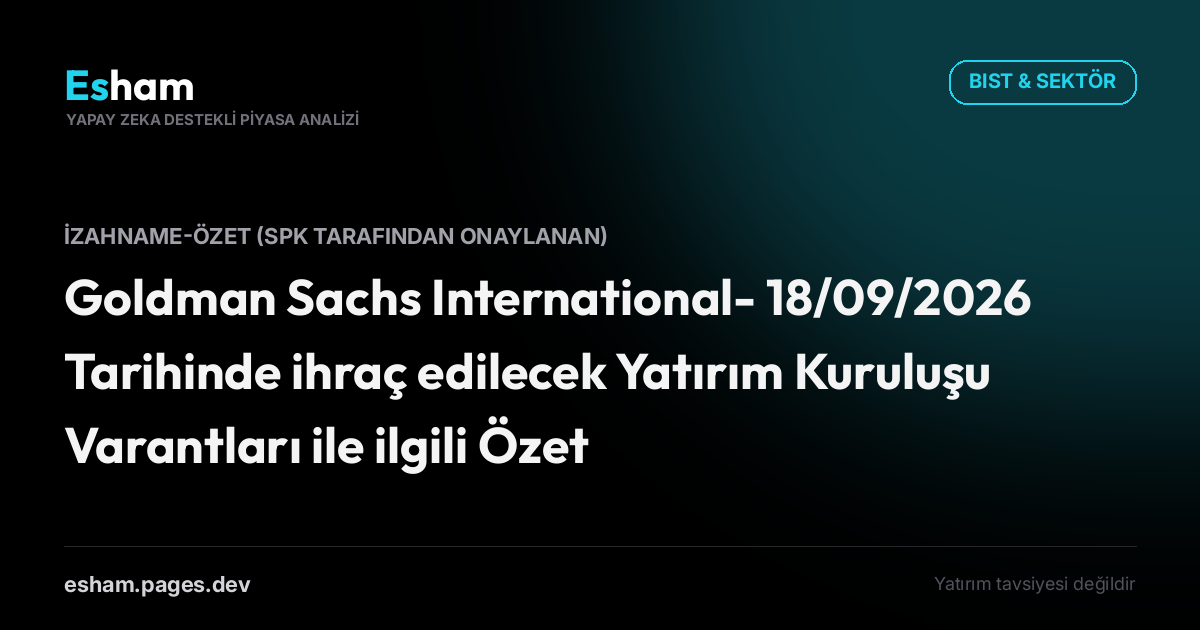 Esham
YAPAY ZEKA DESTEKLİ PİYASA ANALİZİ
BIST & SEKTÖR
İZAHNAME-ÖZET (SPK TARAFINDAN ONAYLANAN)
Goldman Sachs International- 18/09/2026
Tarihinde ihraç edilecek Yatırım Kuruluşu
Varantları ile ilgili Özet
esham.pages.dev
Yatırım tavsiyesi değildir